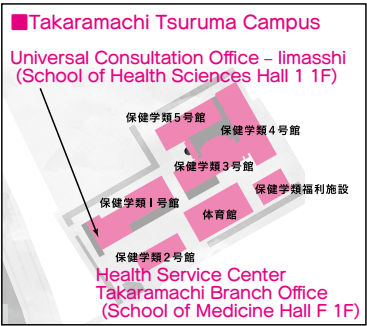 ■Takaramachi Tsuruma Campus
Universal Consultation Office – Iimasshi
(School of Health Sciences Hall 1 1F)
保健学類5号館
保健学類4号館
保健学類3号館
保健学類福利施設
保健学類1号館
体育館
保健学類2号館
Health Service Center
Takaramachi Branch Office
(School of Medicine Hall F 1F)